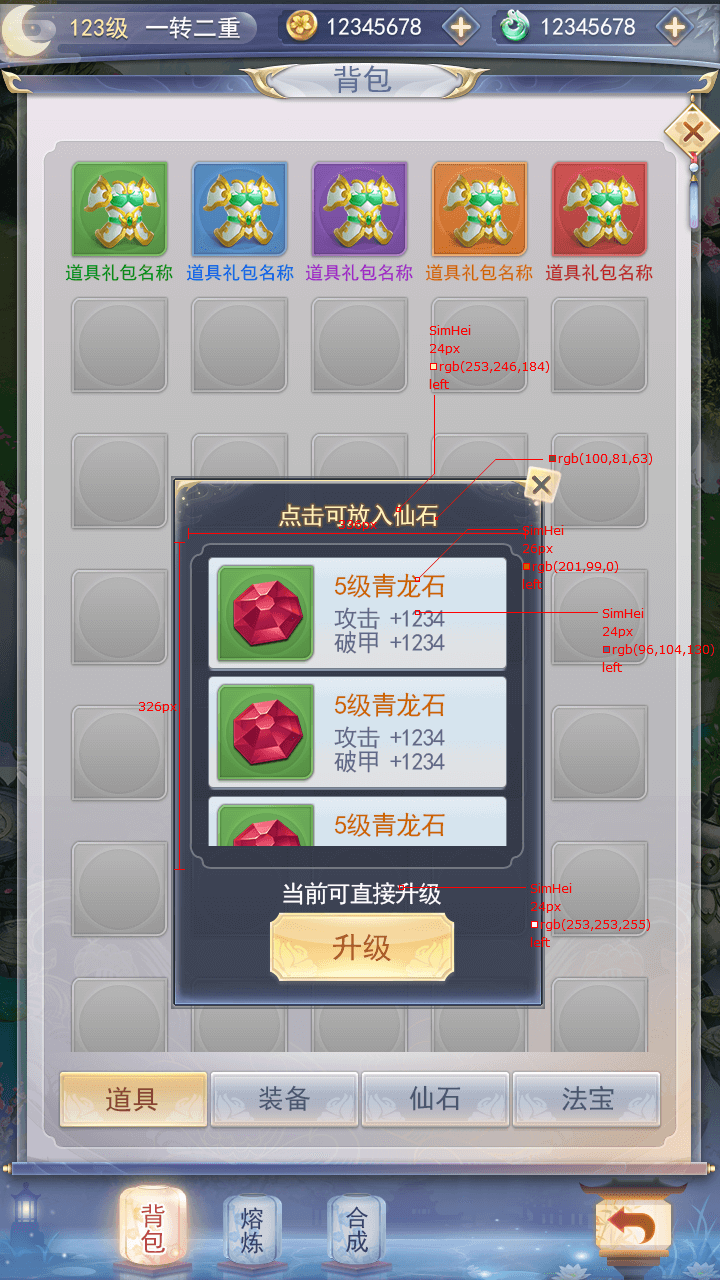 123级 一转二重 12345678 12345678
背包
道具礼包名称 道具礼包名称 道具礼包名称 道具礼包名称 道具礼包名称
SimHei
24px
rgb(253,246,184)
left
rgb(100,81,63)
点击可放入仙石
SimHei
26px
rgb(201,99,0)
left
5级青龙石
攻击 +1234
破甲 +1234
SimHei
24px
rgb(96,104,130)
left
326px
5级青龙石
攻击 +1234
破甲 +1234
5级青龙石
当前可直接升级
SimHei
24px
rgb(253,253,255)
left
升级
道具 装备 仙石 法宝
背包 熔炼 合成